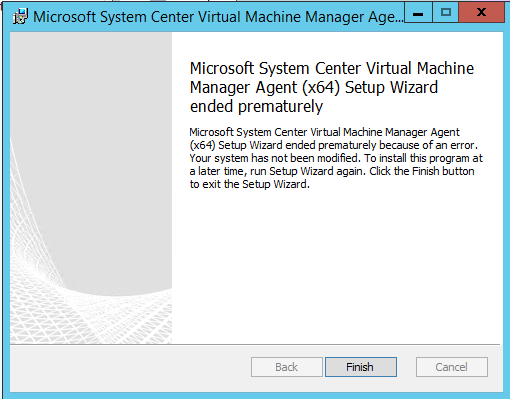 Microsoft System Center Virtual Machine Manager Age...
Microsoft System Center Virtual Machine
Manager Agent (x64) Setup Wizard
ended prematurely
Microsoft System Center Virtual Machine Manager Agent
(x64) Setup Wizard ended prematurely because of an error.
Your system has not been modified. To install this program at
a later time, run Setup Wizard again. Click the Finish button
to exit the Setup Wizard.
Back
Finish
Cancel